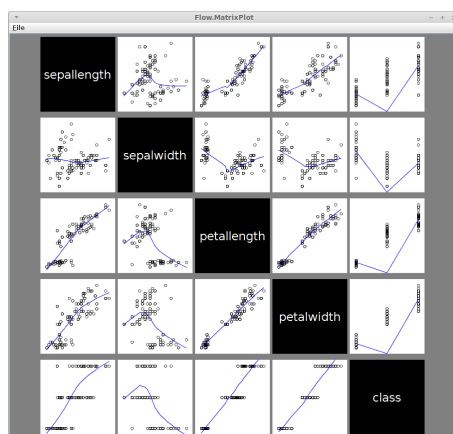 Flow.MatrixPlot
File
sepallength
sepalwidth
petallength
petalwidth
class